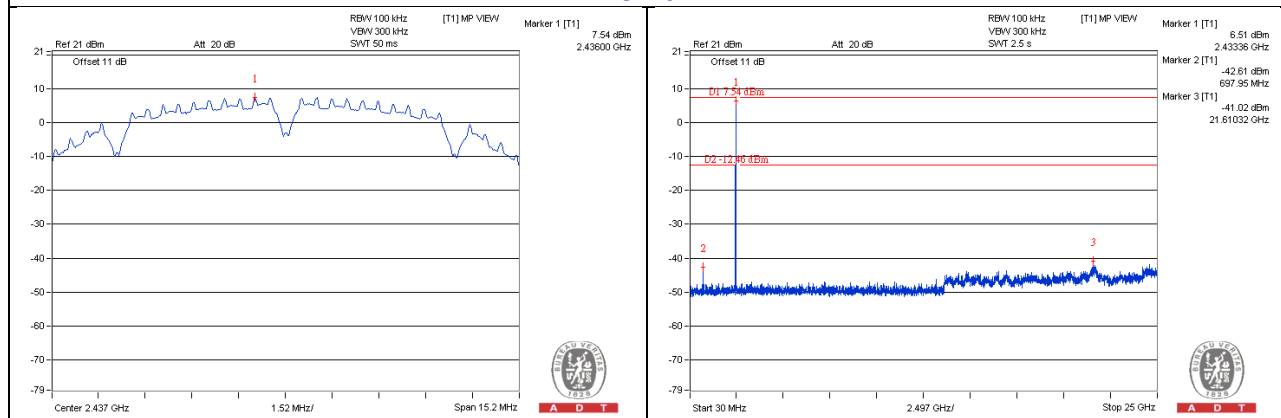 RBW 100 kHz [T1] MP VIEW
VBW 300 kHz
Ref 21 dBm Att 20 dB SWT 50 ms
Marker 1 [T1]
7.54 dBm
2.43600 GHz
21
Offset 11 dB
1
10
0
-10
-20
-30
-40
-50
-60
-70
-79
Center 2.437 GHz 1.52 MHz/ Span 15.2 MHz
BUREAU VERITAS
1828
A D T
RBW 100 kHz [T1] MP VIEW
VBW 300 kHz
Ref 21 dBm Att 20 dB SWT 2.5 s
Marker 1 [T1]
6.51 dBm
2.43336 GHz
Marker 2 [T1]
-42.61 dBm
697.95 MHz
Marker 3 [T1]
-41.02 dBm
21.61032 GHz
21
Offset 11 dB
1
D1 7.54 dBm
10
0
-10
D2 -12.46 dBm
-20
-30
2
3
-40
-50
-60
-70
-79
Start 30 MHz 2.497 GHz/ Stop 25 GHz
BUREAU VERITAS
1828
A D T